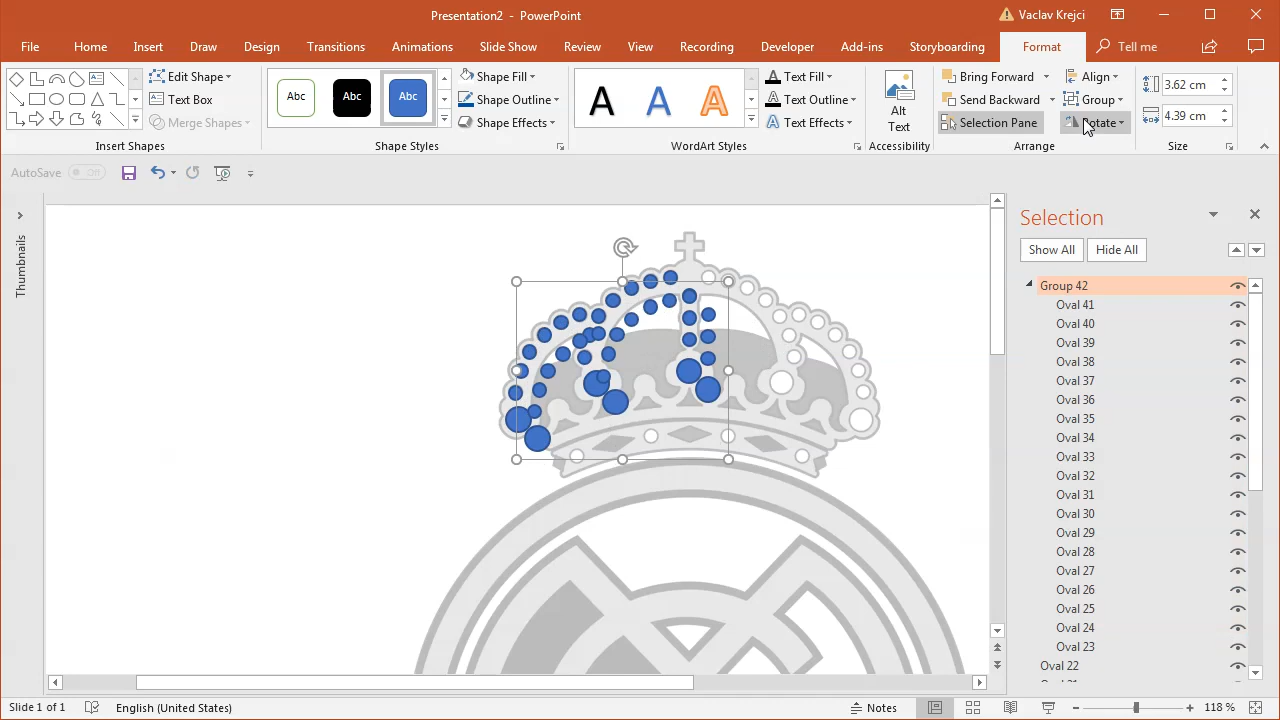 Presentation2 - PowerPoint
Vaclav Krejci
File Home Insert Draw Design Transitions Animations Slide Show Review View Recording Developer Add-ins Storyboarding Format Tell me
Edit Shape
Text Box
Merge Shapes
Insert Shapes
Abc Abc Abc
Shape Fill
Shape Outline
Shape Effects
Shape Styles
A A A
Text Fill
Text Outline
Text Effects
WordArt Styles
Alt
Text
Accessibility
Bring Forward
Send Backward
Selection Pane
Align
Group
Rotate
Arrange
3.62 cm
4.39 cm
Size
AutoSave Off
Thumbnails
Selection
Show All Hide All
Group 42
Oval 41
Oval 40
Oval 39
Oval 38
Oval 37
Oval 36
Oval 35
Oval 34
Oval 33
Oval 32
Oval 31
Oval 30
Oval 29
Oval 28
Oval 27
Oval 26
Oval 25
Oval 24
Oval 23
Oval 22
Slide 1 of 1 English (United States) Notes 118 %